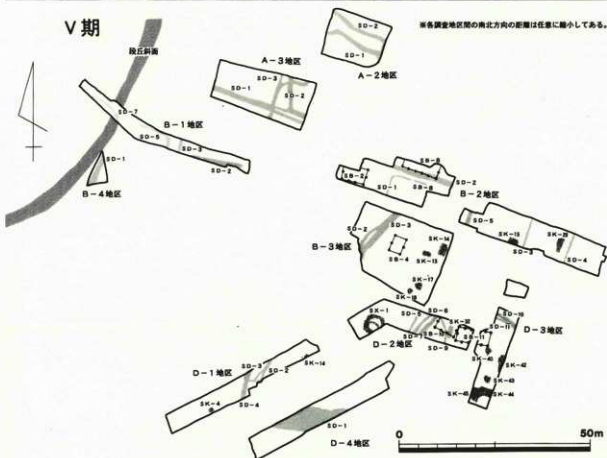 V期
※各調査地区間の南北方向の距離は任意に縮小してある。
段丘斜面
SD-2
SD-1
A-2地区
A-3地区
SD-3
SD-1
SD-2
SD-7
B-1地区
SD-5
SD-3
SD-2
SD-1
B-4地区
SB-2
SD-1
SD-2
B-2地区
SD-5
SK-13
SD-3
SD-4
SD-3
SD-2
B-3地区
SB-4
SK-14
SK-15
SK-17
SX-1
SD-5
SD-6
D-2地区
SB-11
SD-10
SD-11
D-3地区
SK-42
SK-43
SK-44
SK-45
D-1地区
SD-3
SD-2
SK-14
SK-4
SD-4
SD-1
D-4地区
0 50m